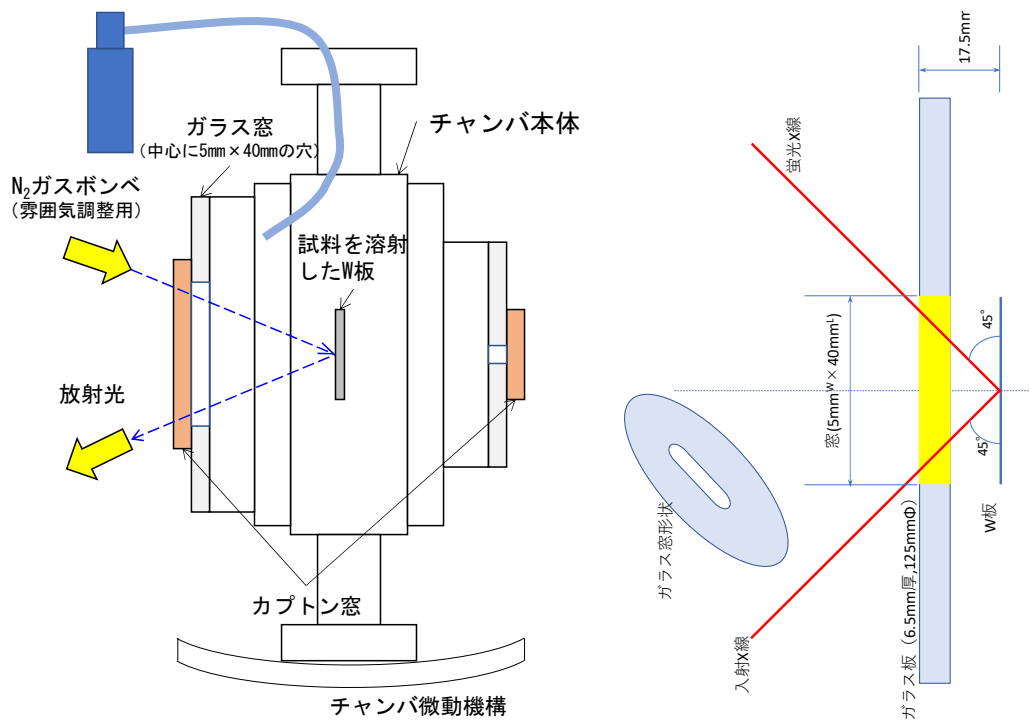 ガラス窓
(中心に5mm×40mmの穴)
チャンバ本体
N₂ガスボンベ
(雰囲気調整用)
試料を溶射
したW板
放射光
カプトン窓
チャンバ微動機構
17.5mm
蛍光X線
45°
窓(5mmᵂ×40mmᴸ)
45°
ガラス窓形状
W板
入射X線
ガラス板（6.5mm厚,125mmΦ）